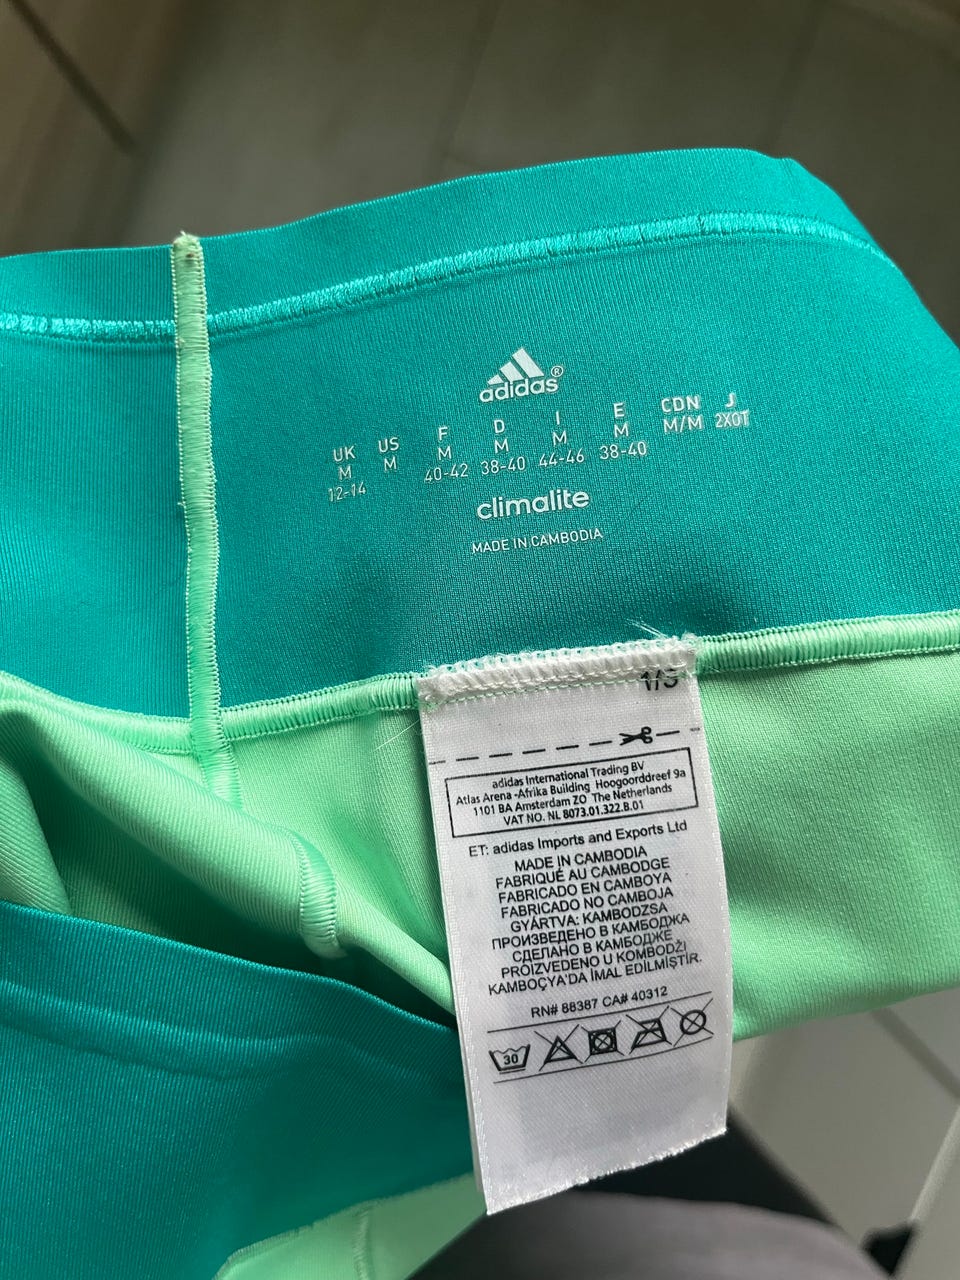 adidas®
UK US F D I E CDN J
M M M M M M M/M 2XOT
12-14 40-42 38-40 44-46 38-40
climalite
MADE IN CAMBODIA
adidas International Trading BV
Atlas Arena -Afrika Building Hoogoorddreef 9a
1101 BA Amsterdam ZO The Netherlands
VAT NO. NL 8073.01.322.B.01
ET: adidas Imports and Exports Ltd
MADE IN CAMBODIA
FABRIQUÉ AU CAMBODGE
FABRICADO EN CAMBOYA
FABRICADO NO CAMBOJA
GYÁRTVA: KAMBODZSA
ПРОИЗВЕДЕНО В КАМБОДЖА
СДЕЛАНО В КАМБОДЖЕ
PROIZVEDENO U KOMBODŽI
KAMBOÇYA'DA İMAL EDİLMİŞTİR.
RN# 88387 CA# 40312
30